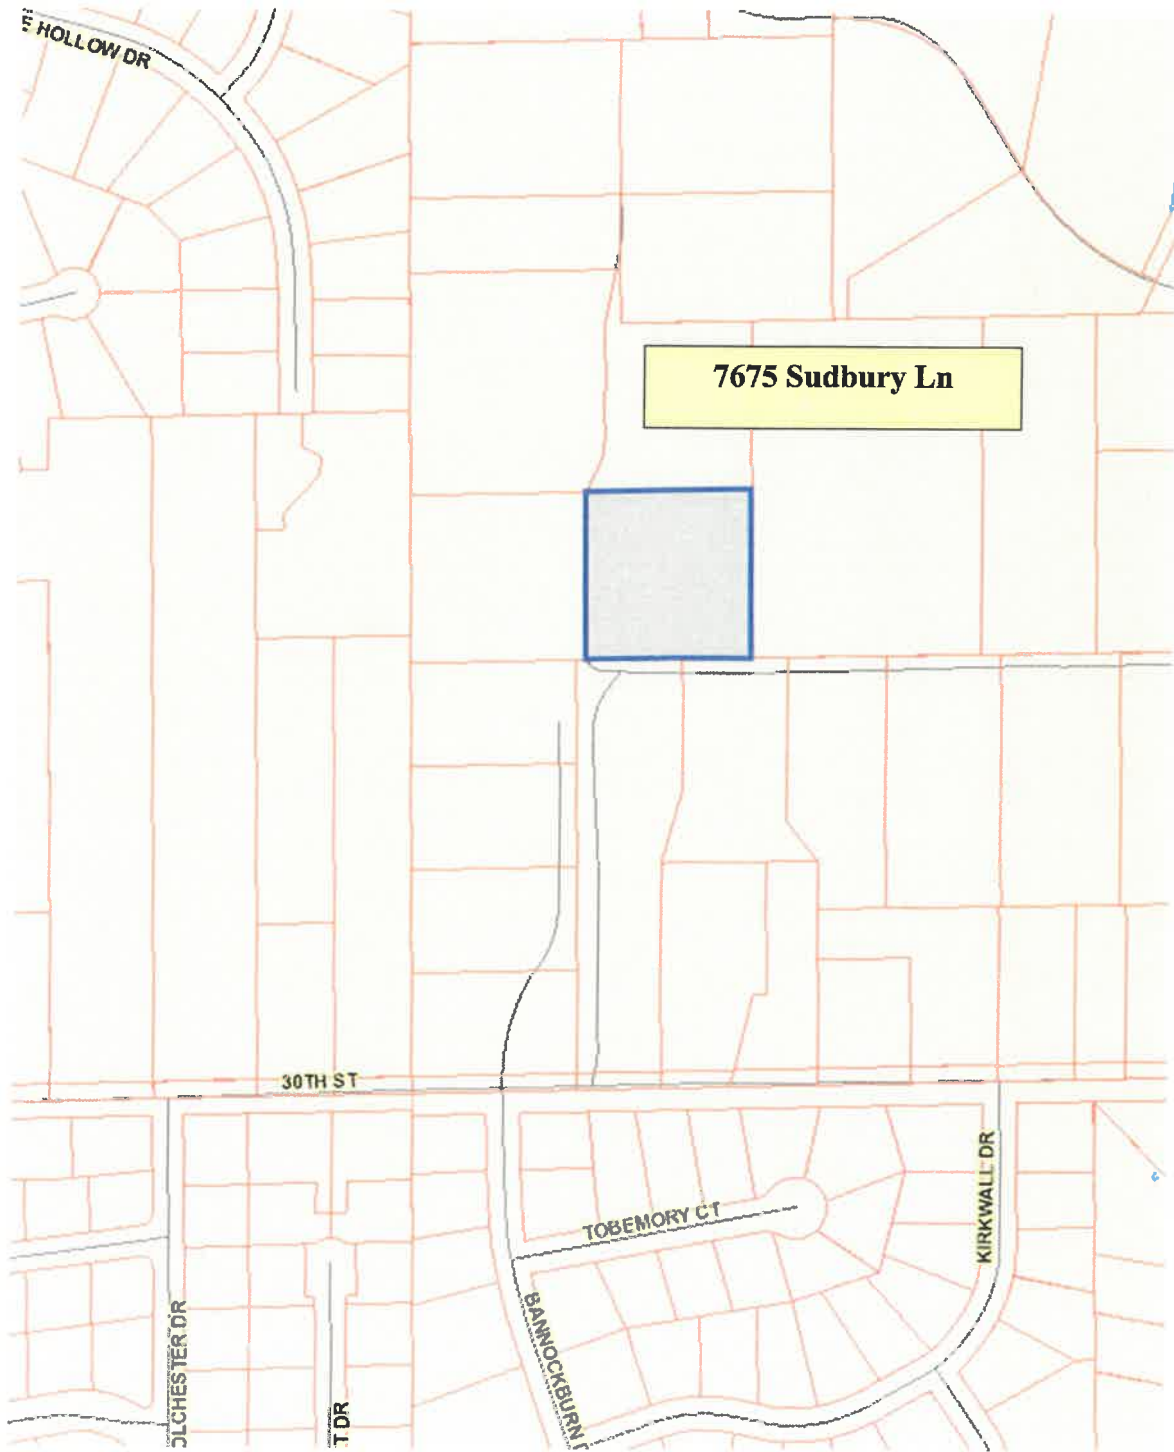 E HOLLOW DR
7675 Sudbury Ln
30TH ST
KIRKWALL DR
TOBEMORY CT
BANNOCKBURN
OLCHESTER DR
T DR